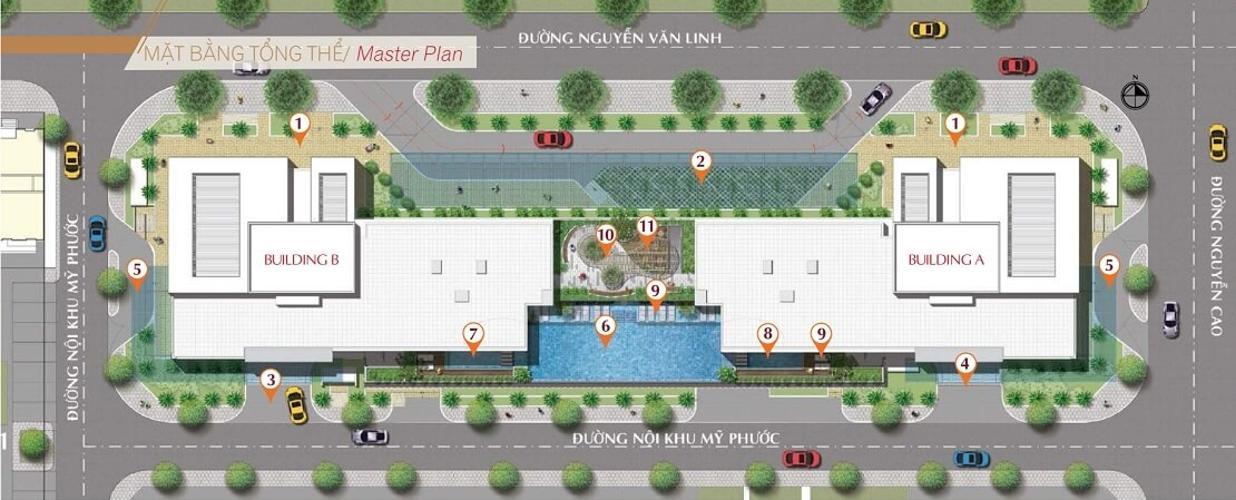 ĐƯỜNG NGUYỄN VĂN LINH
MẶT BẰNG TỔNG THỂ/ Master Plan
N
1
1
2
ĐƯỜNG NỘI KHU MỸ PHƯỚC
ĐƯỜNG NGUYỄN CAO
10
11
BUILDING B
BUILDING A
5
5
9
6
7
8
9
3
4
ĐƯỜNG NỘI KHU MỸ PHƯỚC
1